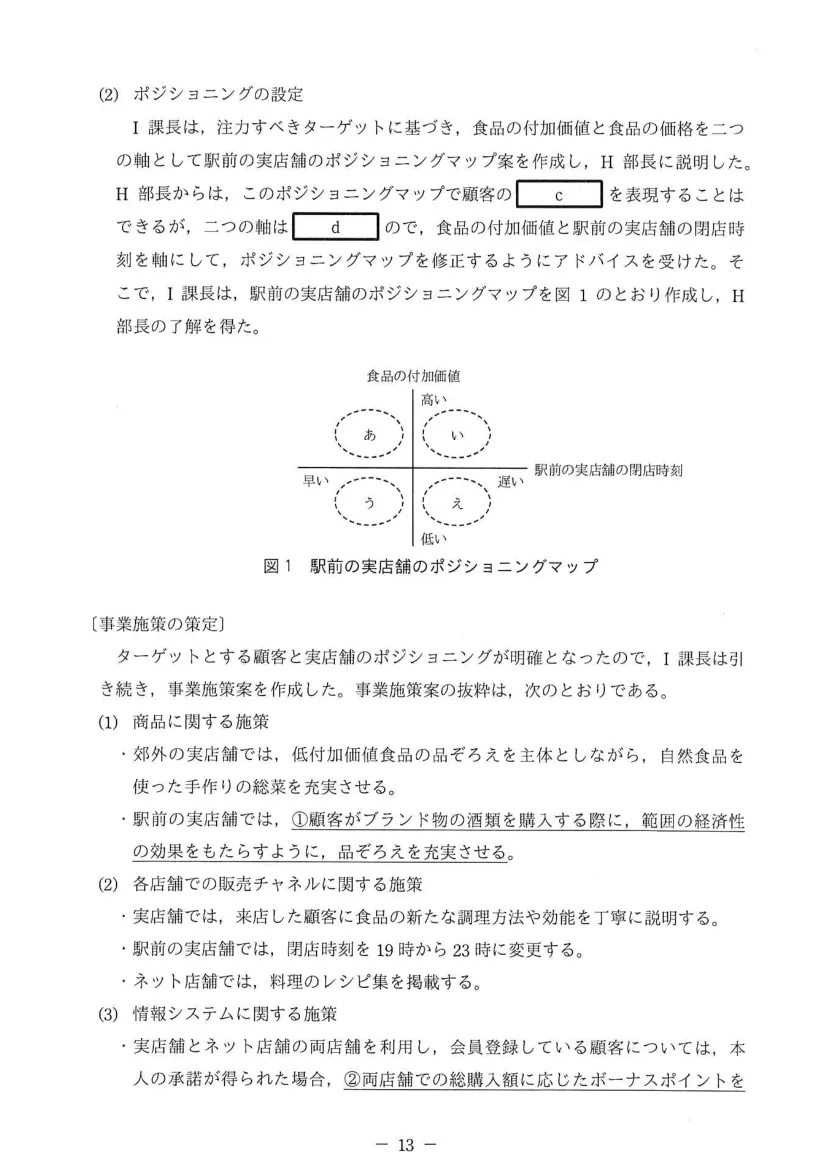 (2) ポジショニングの設定
I 課長は，注力すべきターゲットに基づき，食品の付加価値と食品の価格を二つ
の軸として駅前の実店舗のポジショニングマップ案を作成し，H 部長に説明した。
H 部長からは，このポジショニングマップで顧客の c を表現することは
できるが，二つの軸は d ので，食品の付加価値と駅前の実店舗の閉店時
刻を軸にして，ポジショニングマップを修正するようにアドバイスを受けた。そ
こで，I 課長は，駅前の実店舗のポジショニングマップを図 1 のとおり作成し，H
部長の了解を得た。
食品の付加価値
高い
あ い
駅前の実店舗の閉店時刻
早い 遅い
う え
低い
図 1 駅前の実店舗のポジショニングマップ
〔事業施策の策定〕
ターゲットとする顧客と実店舗のポジショニングが明確となったので，I 課長は引
き続き，事業施策案を作成した。事業施策案の抜粋は，次のとおりである。
(1) 商品に関する施策
・郊外の実店舗では，低付加価値食品の品ぞろえを主体としながら，自然食品を
使った手作りの総菜を充実させる。
・駅前の実店舗では，①顧客がブランド物の酒類を購入する際に，範囲の経済性
の効果をもたらすように，品ぞろえを充実させる。
(2) 各店舗での販売チャネルに関する施策
・実店舗では，来店した顧客に食品の新たな調理方法や効能を丁寧に説明する。
・駅前の実店舗では，閉店時刻を 19 時から 23 時に変更する。
・ネット店舗では，料理のレシピ集を掲載する。
(3) 情報システムに関する施策
・実店舗とネット店舗の両店舗を利用し，会員登録している顧客については，本
人の承諾が得られた場合，②両店舗での総購入額に応じたボーナスポイントを
－ 13 －